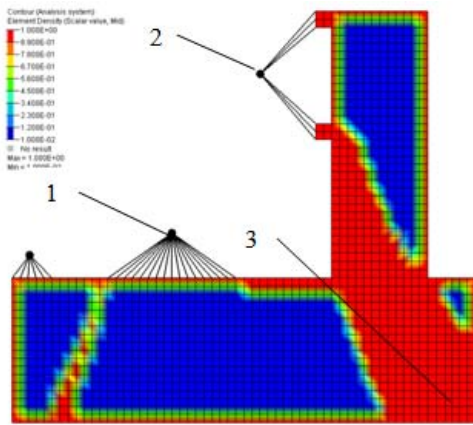 Contour (Analysis system)
Element Density (Scalar value, Mid)
1.000E+00
8.900E-01
7.800E-01
6.700E-01
5.600E-01
4.500E-01
3.400E-01
2.300E-01
1.200E-01
1.000E-02
No result
Max = 1.000E+00
Min =
2
1
3